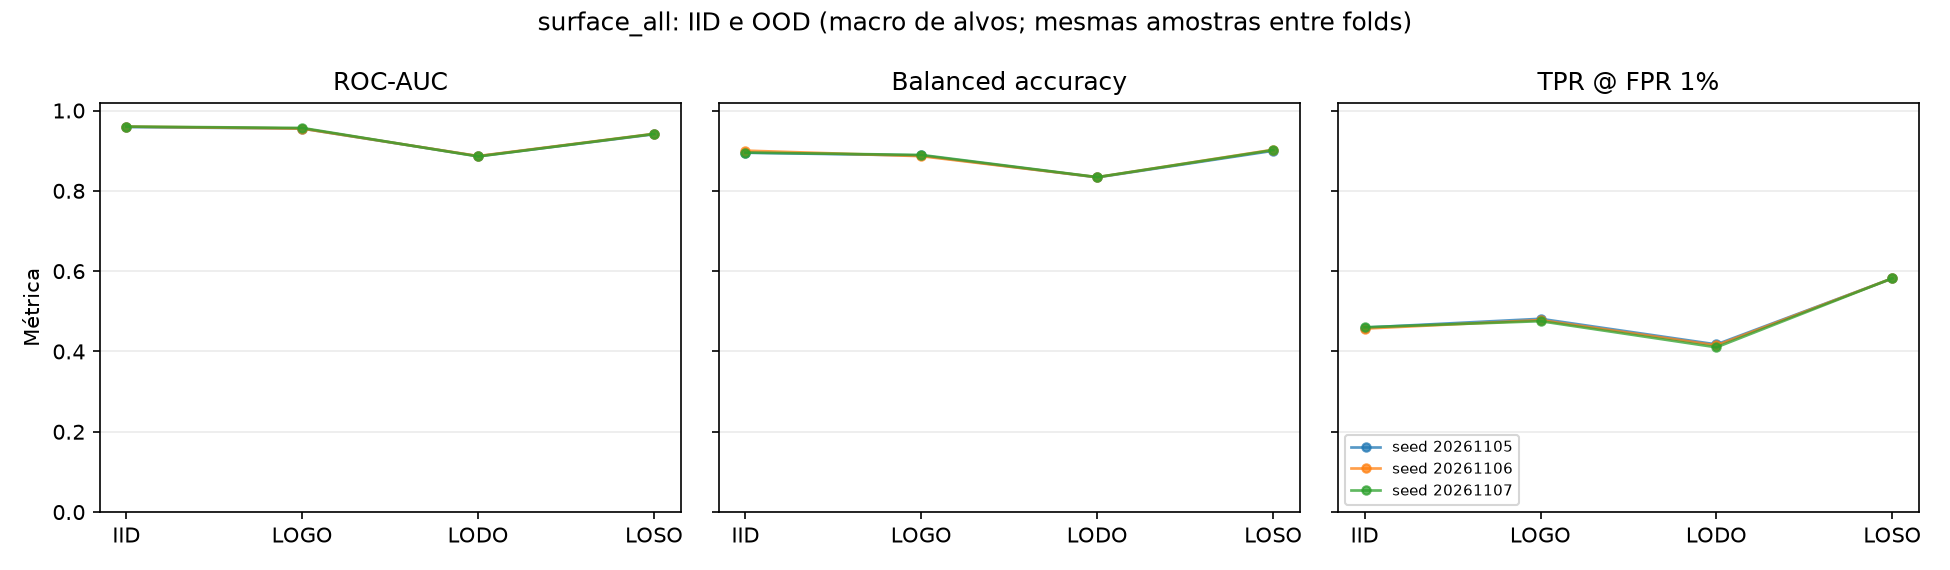 surface_all: IID e OOD (macro de alvos; mesmas amostras entre folds)
ROC-AUC
Balanced accuracy
TPR @ FPR 1%
Métrica
1.0
0.8
0.6
0.4
0.2
0.0
IID LOGO LODO LOSO
IID LOGO LODO LOSO
IID LOGO LODO LOSO
seed 20261105
seed 20261106
seed 20261107